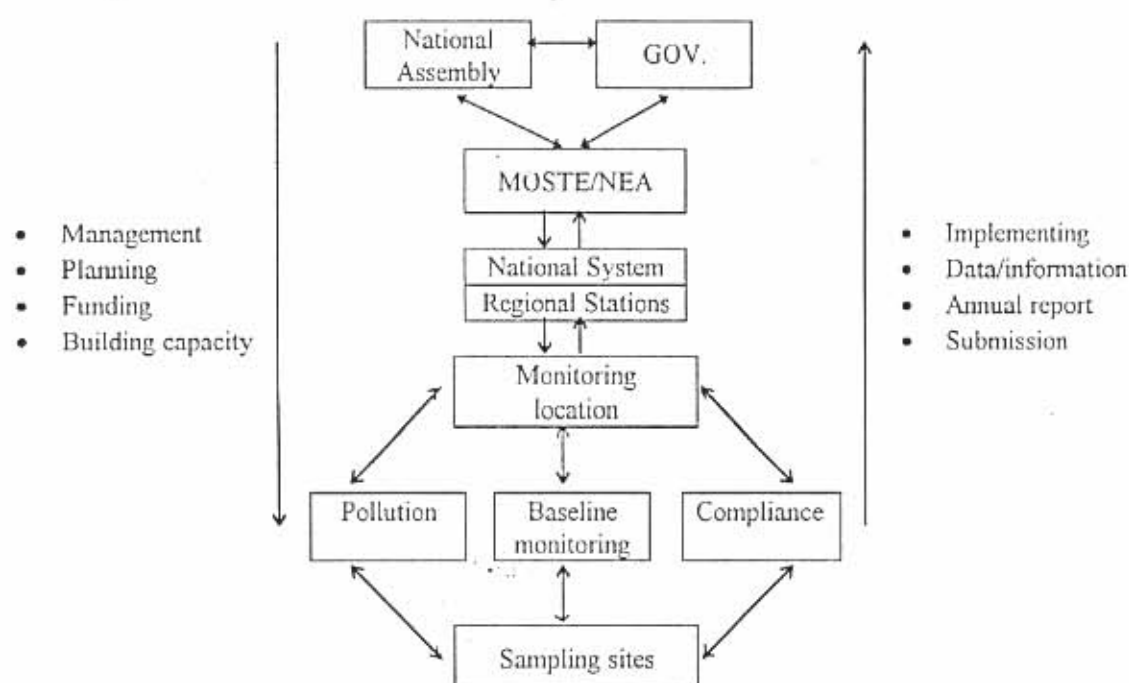 National
Assembly
GOV.
MOSTE/NEA
• Management
• Planning
• Funding
• Building capacity
National System
Regional Stations
• Implementing
• Data/information
• Annual report
• Submission
Monitoring
location
Pollution
Baseline
monitoring
Compliance
Sampling sites